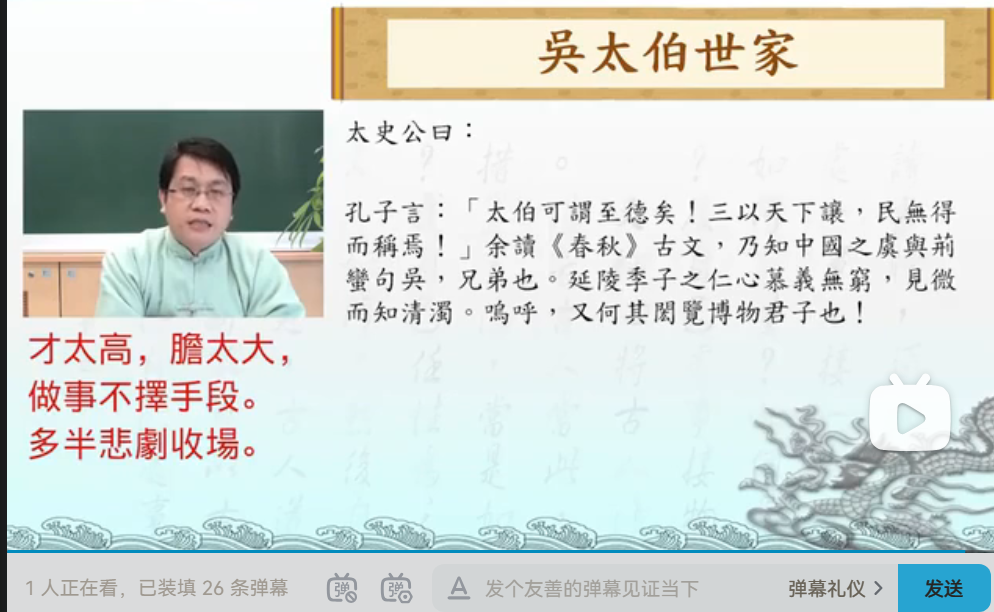 吳太伯世家
太史公曰：
孔子言：「太伯可謂至德矣！三以天下讓，民無得
而稱焉！」余讀《春秋》古文，乃知中國之虞與荊
蠻句吳，兄弟也。延陵季子之仁心慕義無窮，見微
而知清濁。嗚呼，又何其閎覽博物君子也！
才太高，膽太大，
做事不擇手段。
多半悲劇收場。
1 人正在看，已装填 26 条弹幕
弹
弹
A
发个友善的弹幕见证当下
弹幕礼仪 >
发送